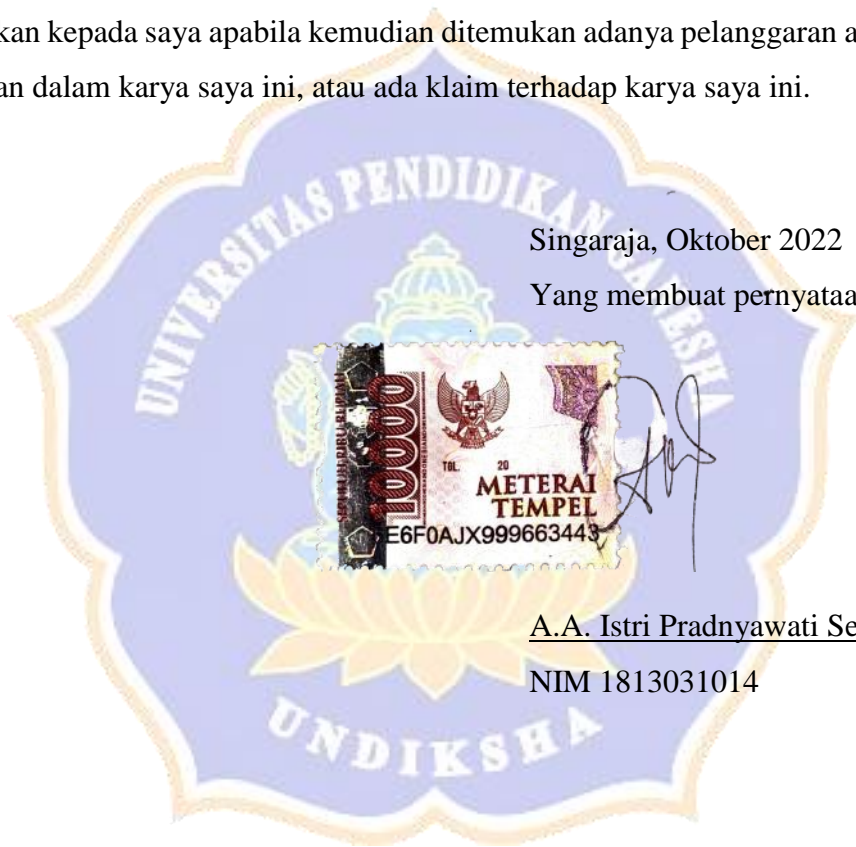 kan kepada saya apabila kemudian ditemukan adanya pelanggaran a
an dalam karya saya ini, atau ada klaim terhadap karya saya ini.
UNIVERSITAS PENDIDIKAN GANESHA
Singaraja, Oktober 2022
Yang membuat pernyataa
10000
TGL. 20
METERAI
TEMPEL
E6F0AJX999663443
A.A. Istri Pradnyawati Se
NIM 1813031014
UNDIKSHA